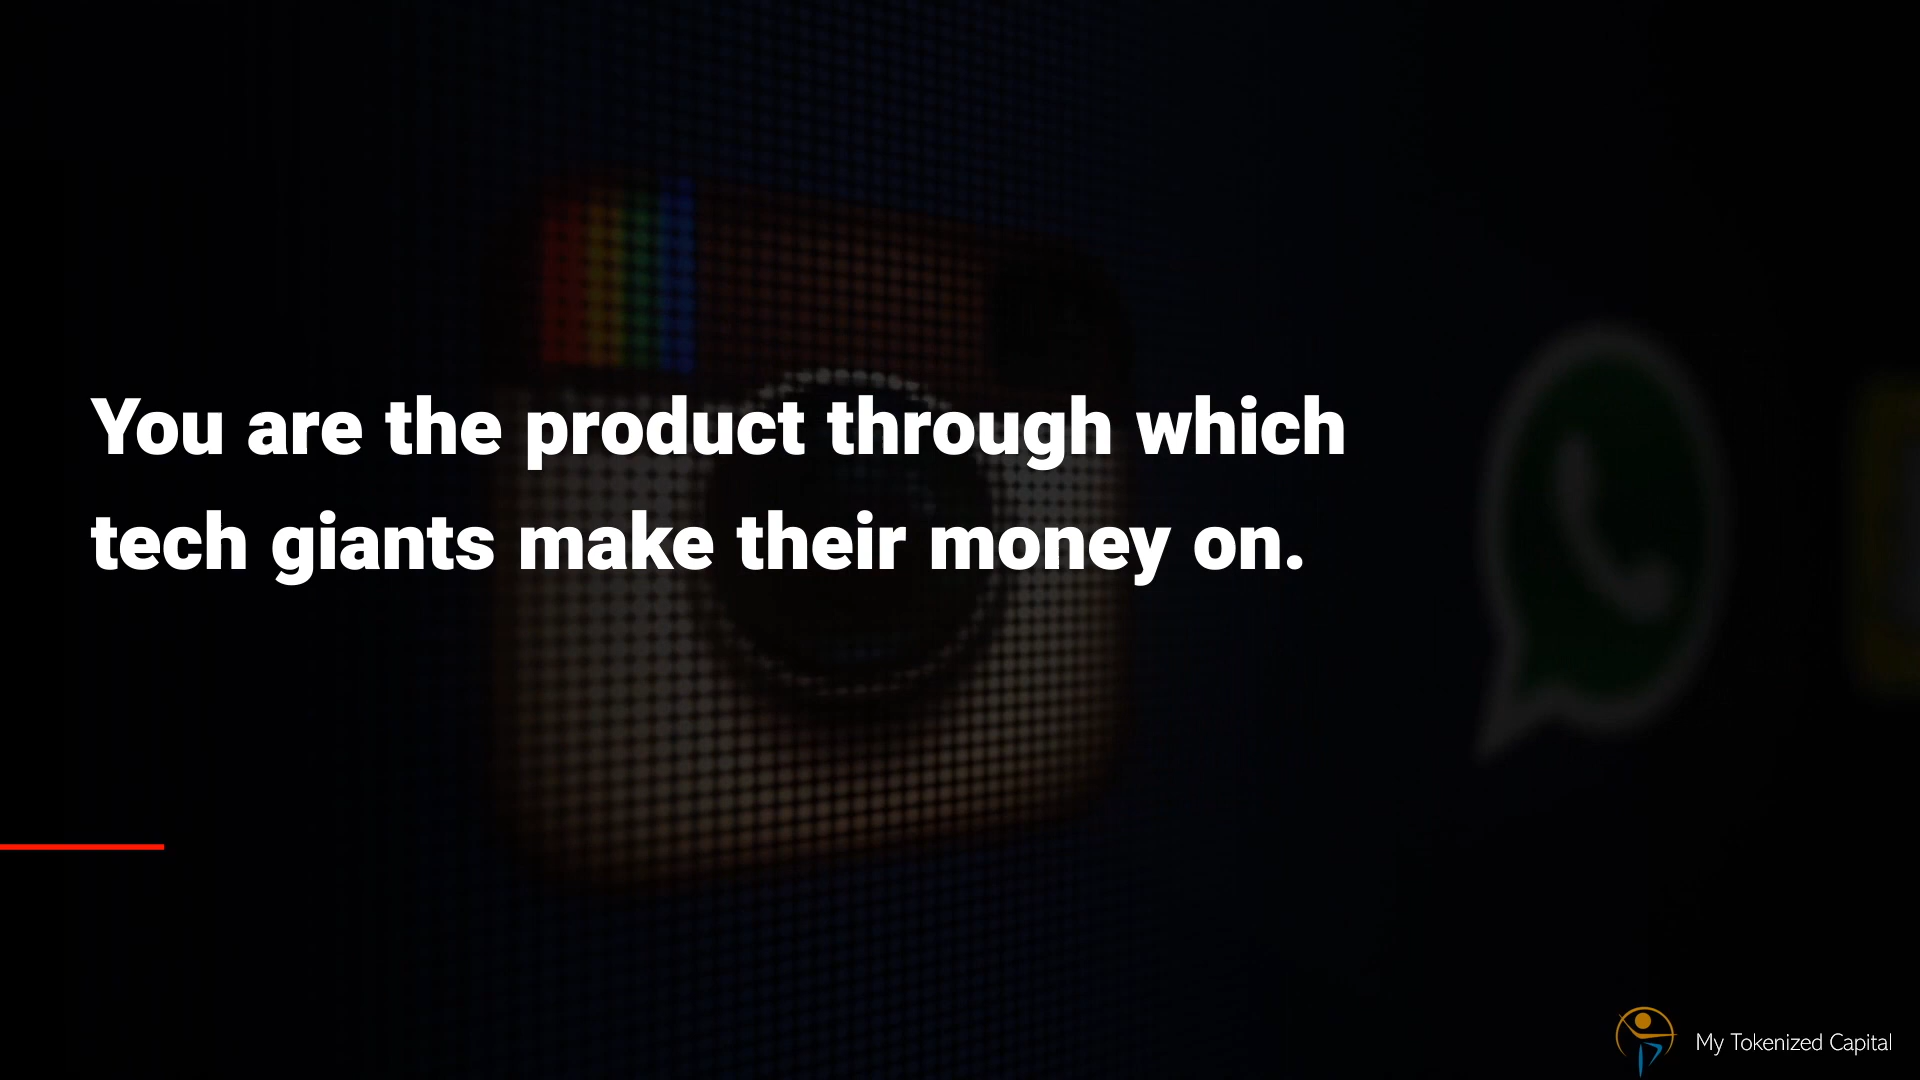 You are the product through which
tech giants make their money on.
My Tokenized Capital